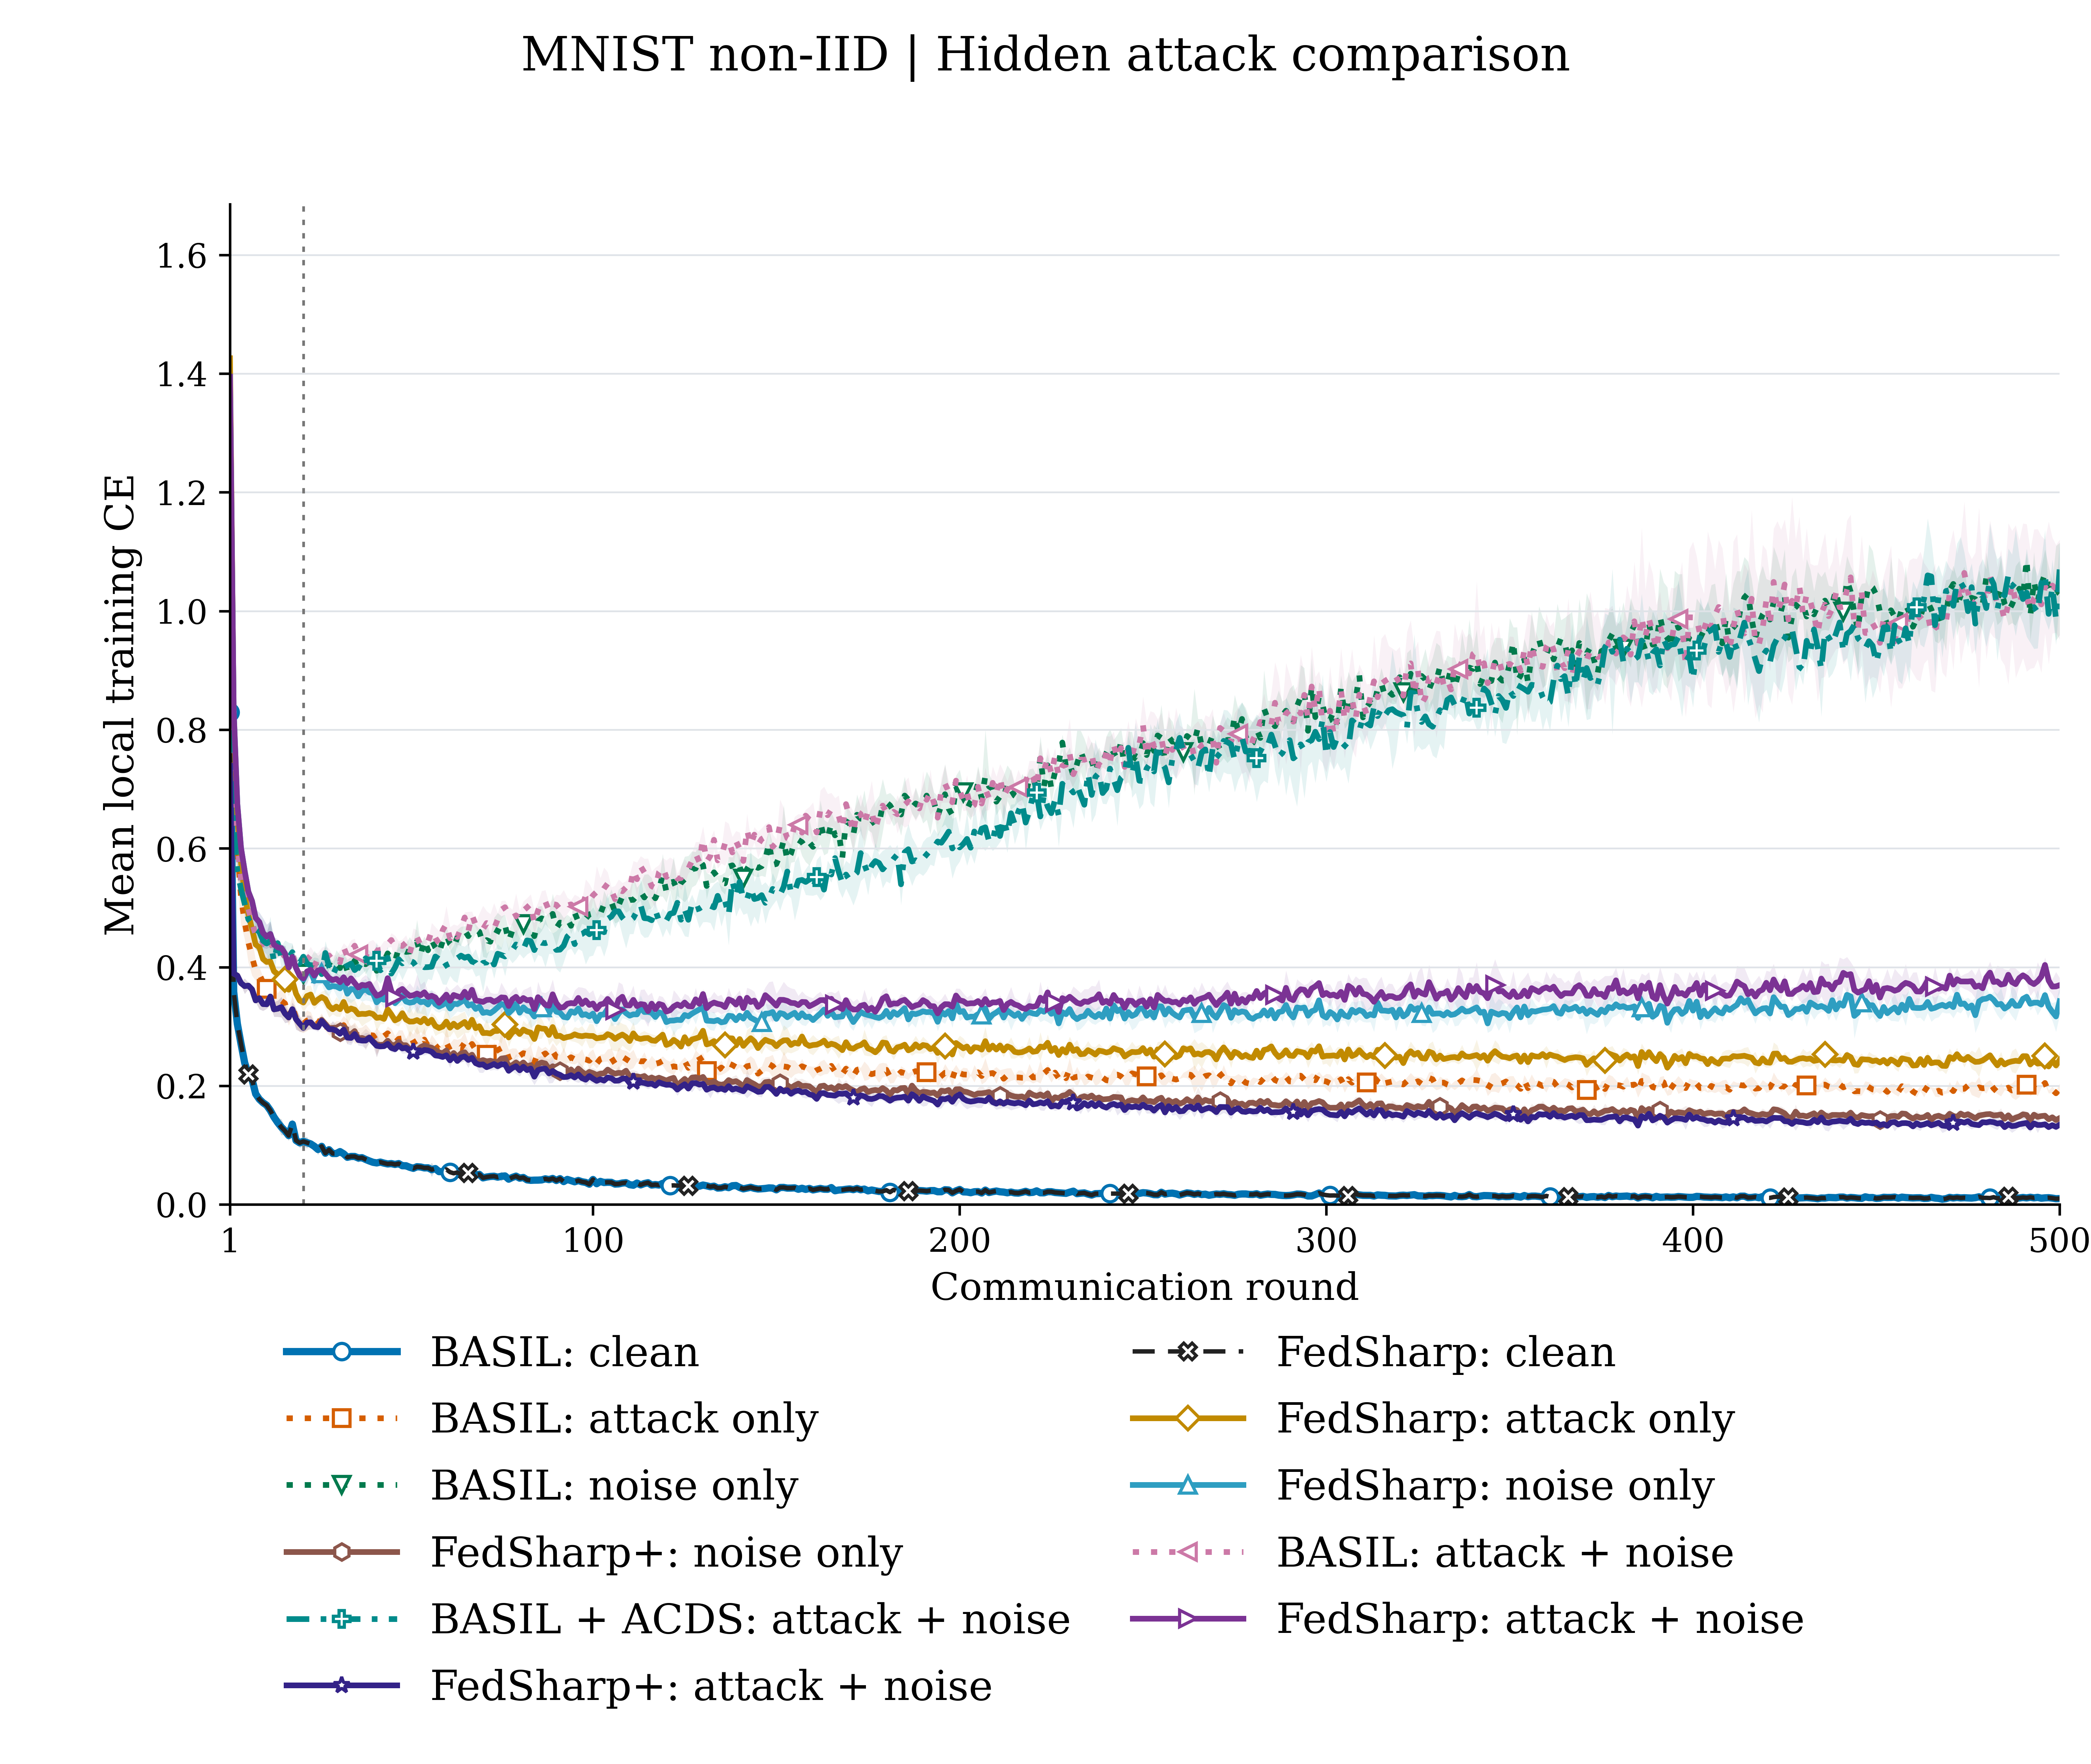 MNIST non-IID | Hidden attack comparison
Mean local training CE
1.6
1.4
1.2
1.0
0.8
0.6
0.4
0.2
0.0
1 100 200 300 400 500
Communication round
BASIL: clean
BASIL: attack only
BASIL: noise only
FedSharp+: noise only
BASIL + ACDS: attack + noise
FedSharp+: attack + noise
FedSharp: clean
FedSharp: attack only
FedSharp: noise only
BASIL: attack + noise
FedSharp: attack + noise